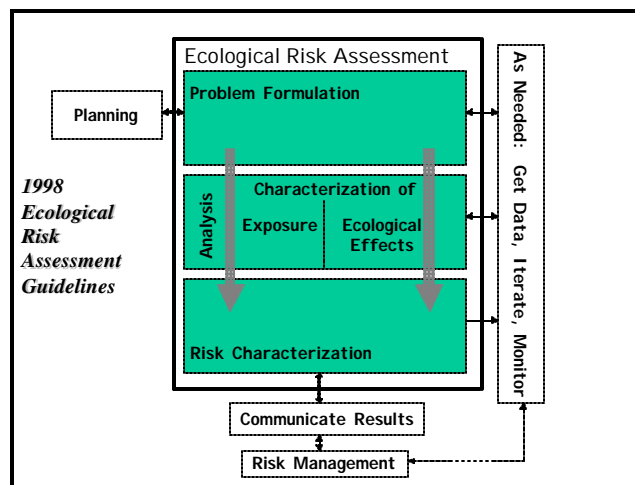 Ecological Risk Assessment
Problem Formulation
Planning
1998
Ecological
Risk
Assessment
Guidelines
Analysis
Characterization of
Exposure
Ecological
Effects
Risk Characterization
As Needed: Get Data, Iterate, Monitor
Communicate Results
Risk Management